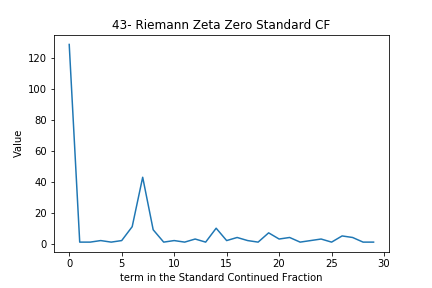 43- Riemann Zeta Zero Standard CF
Value
120
100
80
60
40
20
0
0 5 10 15 20 25 30
term in the Standard Continued Fraction